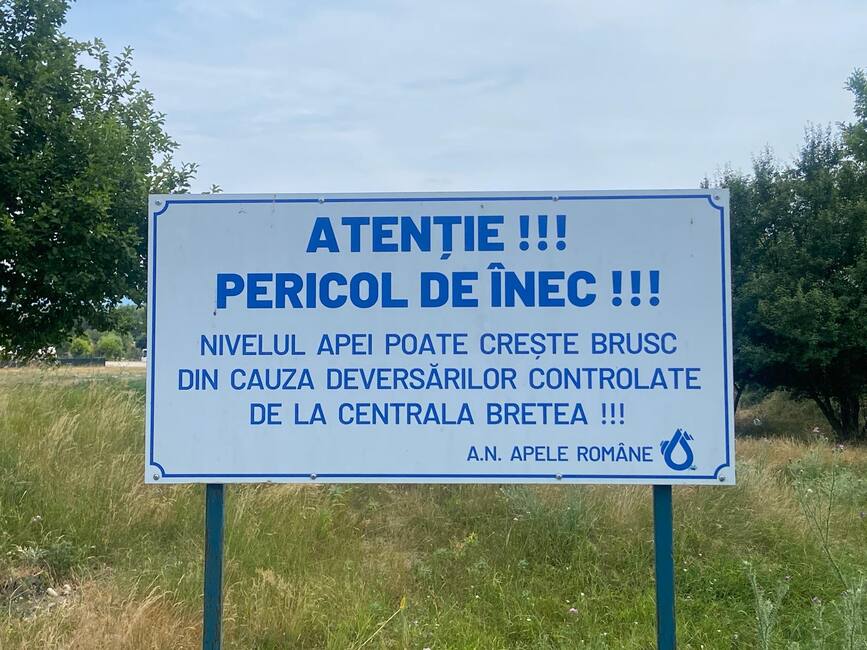 ATENȚIE !!!
PERICOL DE ÎNEC !!!
NIVELUL APEI POATE CREȘTE BRUSC
DIN CAUZA DEVERSĂRILOR CONTROLATE
DE LA CENTRALA BRETEA !!!
A.N. APELE ROMÂNE